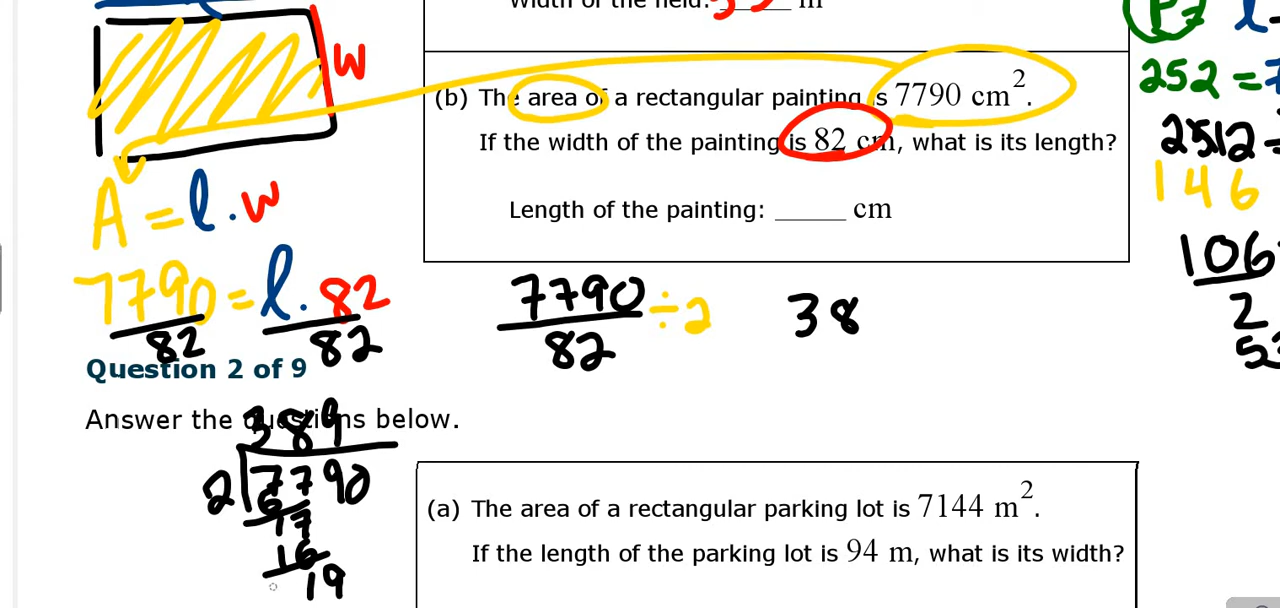 Width of the field: m
w
(b) The area of a rectangular painting is 7790 cm².
If the width of the painting is 82 cm, what is its length?
Length of the painting: _____ cm
252 =
2512
146
106
2
A = l . w
7790 = l . 82
82 82
7790 ÷ 2
82
38
Question 2 of 9
Answer the questions below.
389
2 7790
6
17
16
19
(a) The area of a rectangular parking lot is 7144 m².
If the length of the parking lot is 94 m, what is its width?